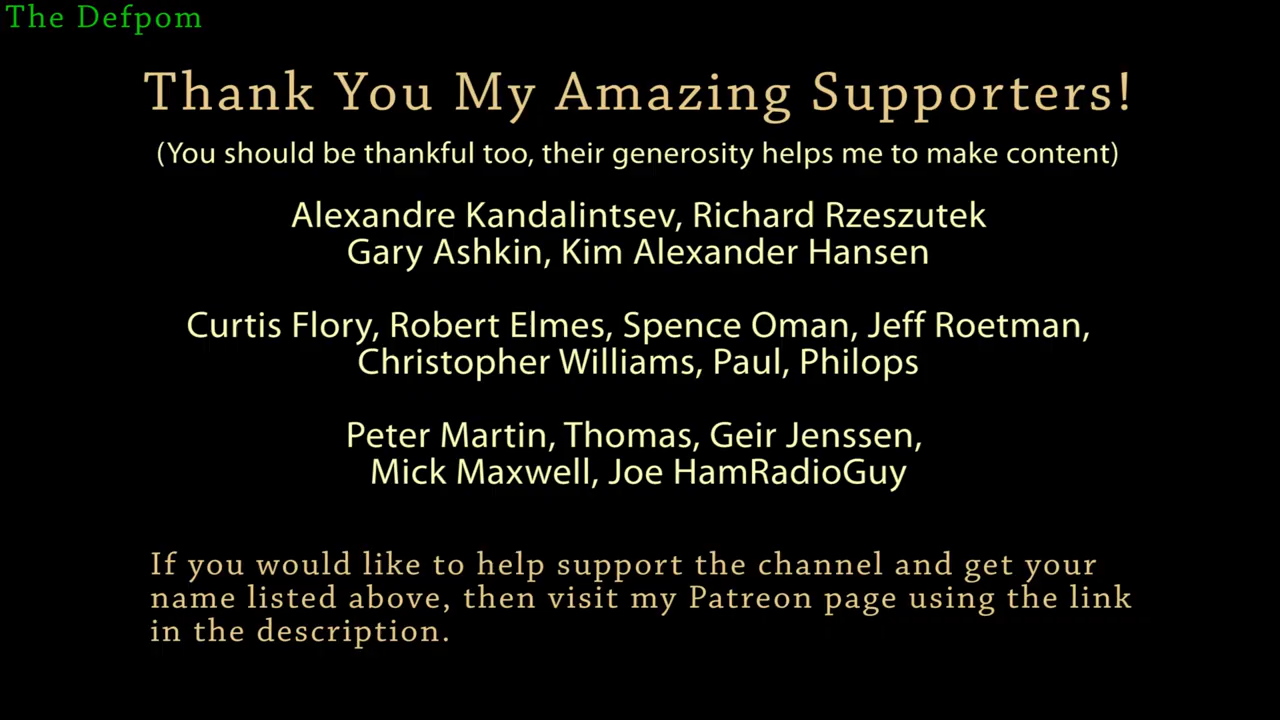 The Defpom
Thank You My Amazing Supporters!
(You should be thankful too, their generosity helps me to make content)
Alexandre Kandalintsev, Richard Rzeszutek
Gary Ashkin, Kim Alexander Hansen
Curtis Flory, Robert Elmes, Spence Oman, Jeff Roetman,
Christopher Williams, Paul, Philops
Peter Martin, Thomas, Geir Jenssen,
Mick Maxwell, Joe HamRadioGuy
If you would like to help support the channel and get your
name listed above, then visit my Patreon page using the link
in the description.